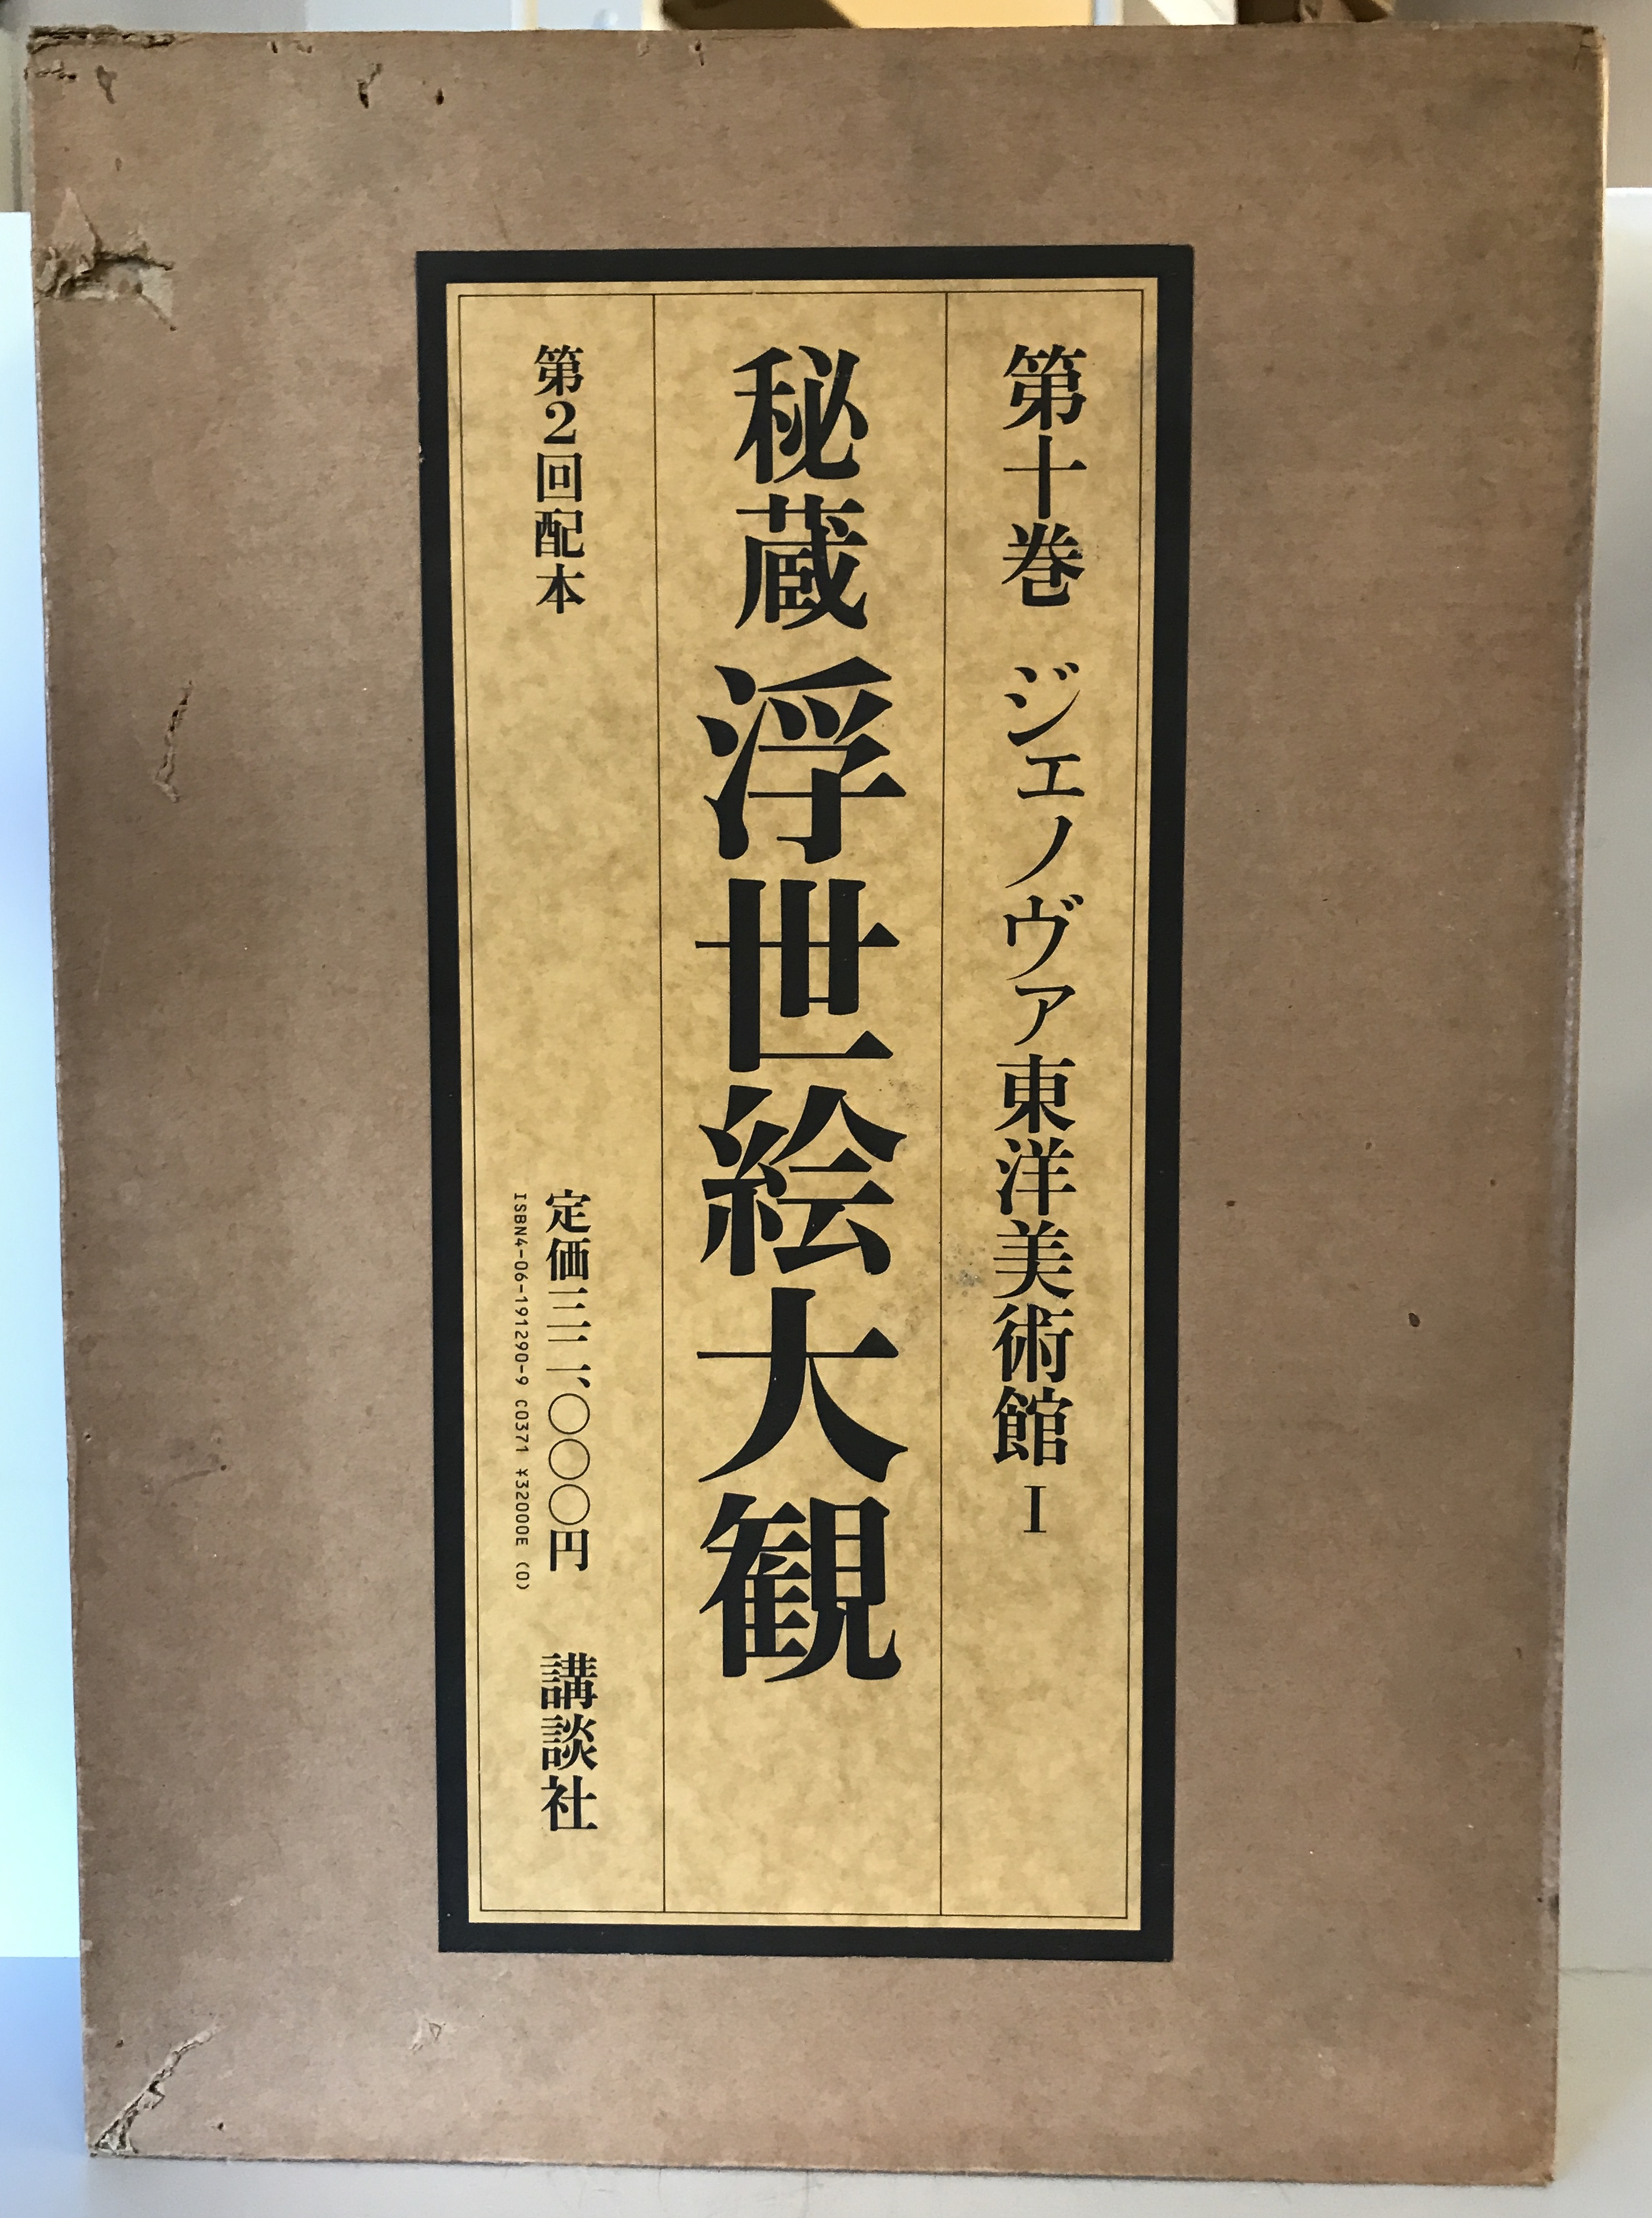 第十巻 ジェノヴァ東洋美術館 I
秘蔵 浮世絵大観
第2回配本
定価三二、〇〇〇円 講談社
ISBN4-06-191290-9 C0371 ¥32000E (0)